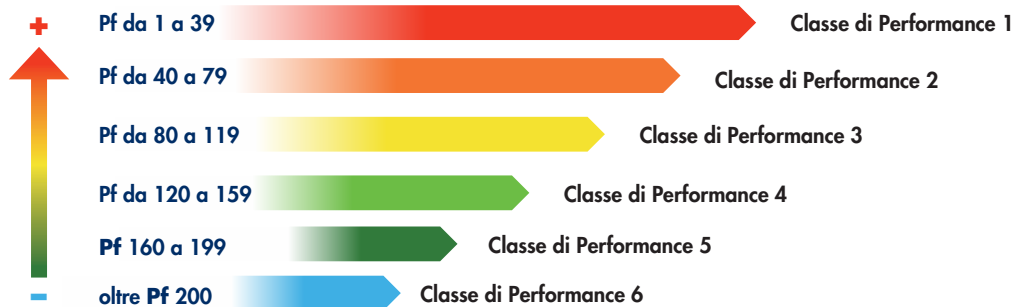 + Pf da 1 a 39 Classe di Performance 1
Pf da 40 a 79 Classe di Performance 2
Pf da 80 a 119 Classe di Performance 3
Pf da 120 a 159 Classe di Performance 4
Pf 160 a 199 Classe di Performance 5
- oltre Pf 200 Classe di Performance 6